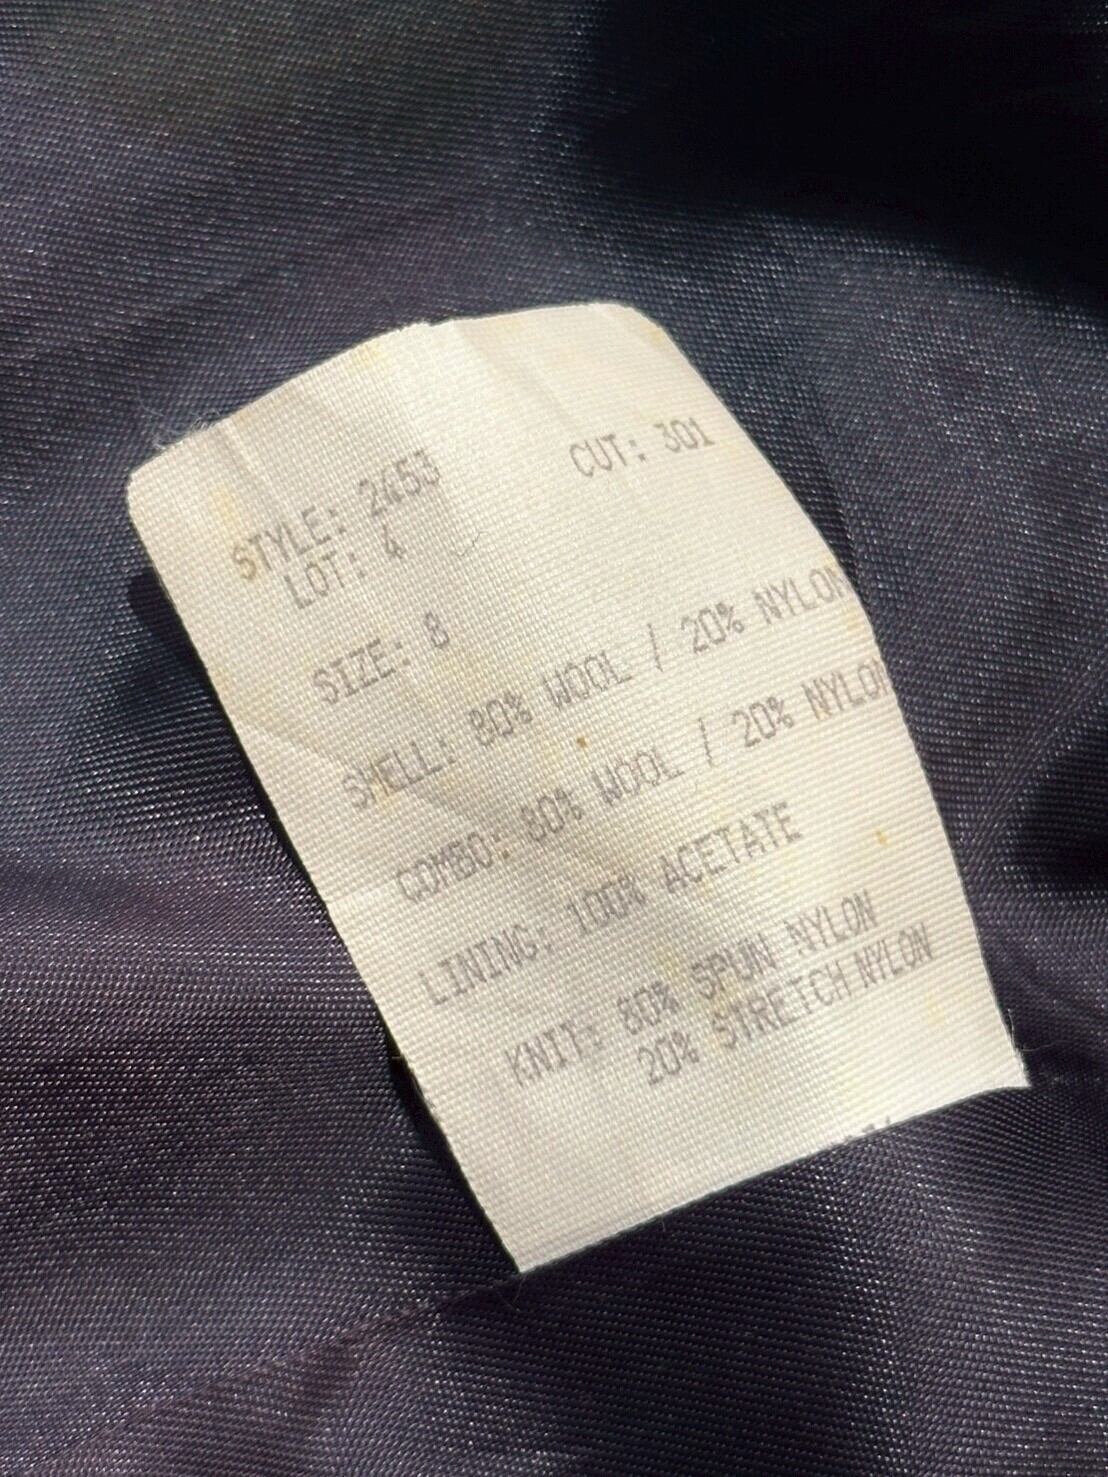 STYLE: 2453 CUT: 301
LOT: 4
SIZE: 8
SHELL: 80% WOOL / 20% NYLON
COMBO: 80% WOOL / 20% NYLON
LINING: 100% ACETATE
KNIT: 80% SPUN NYLON
20% STRETCH NYLON